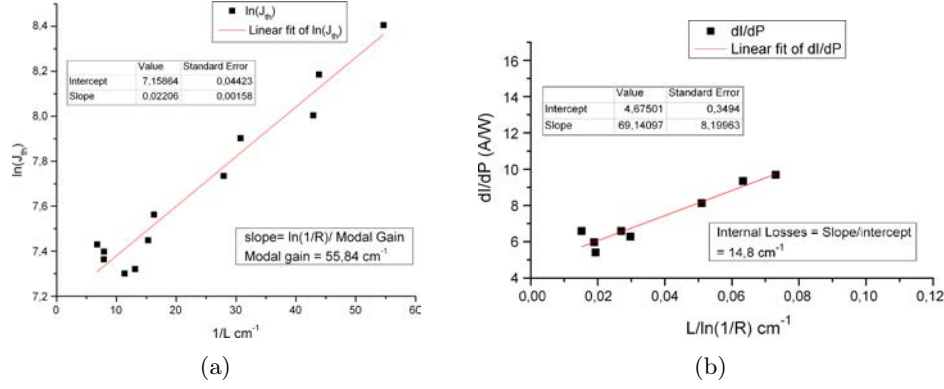 ln(J_th)
Linear fit of ln(J_th)
Value Standard Error
Intercept 7,15864 0,04423
Slope 0,02206 0,00158
slope= ln(1/R)/ Modal Gain
Modal gain = 55,84 cm^-1
ln(J_th)
8,4
8,2
8,0
7,8
7,6
7,4
7,2
0 10 20 30 40 50 60
1/L cm^-1
(a)
dI/dP
Linear fit of dI/dP
Value Standard Error
Intercept 4,67501 0,3494
Slope 69,14097 8,19963
Internal Losses = Slope/intercept
= 14,8 cm^-1
dI/dP (A/W)
16
14
12
10
8
6
4
0,00 0,02 0,04 0,06 0,08 0,10 0,12
L/ln(1/R) cm^-1
(b)